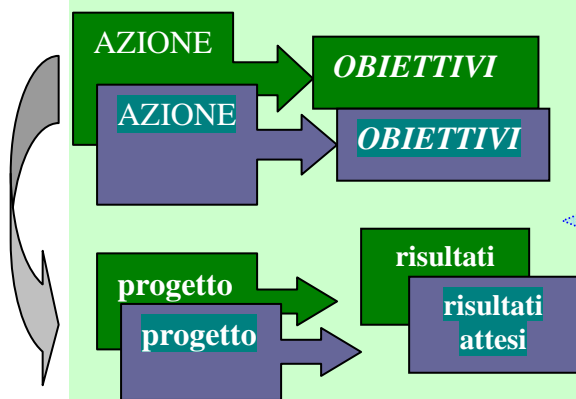 AZIONE
OBIETTIVI
AZIONE
OBIETTIVI
progetto
risultati
progetto
risultati
attesi